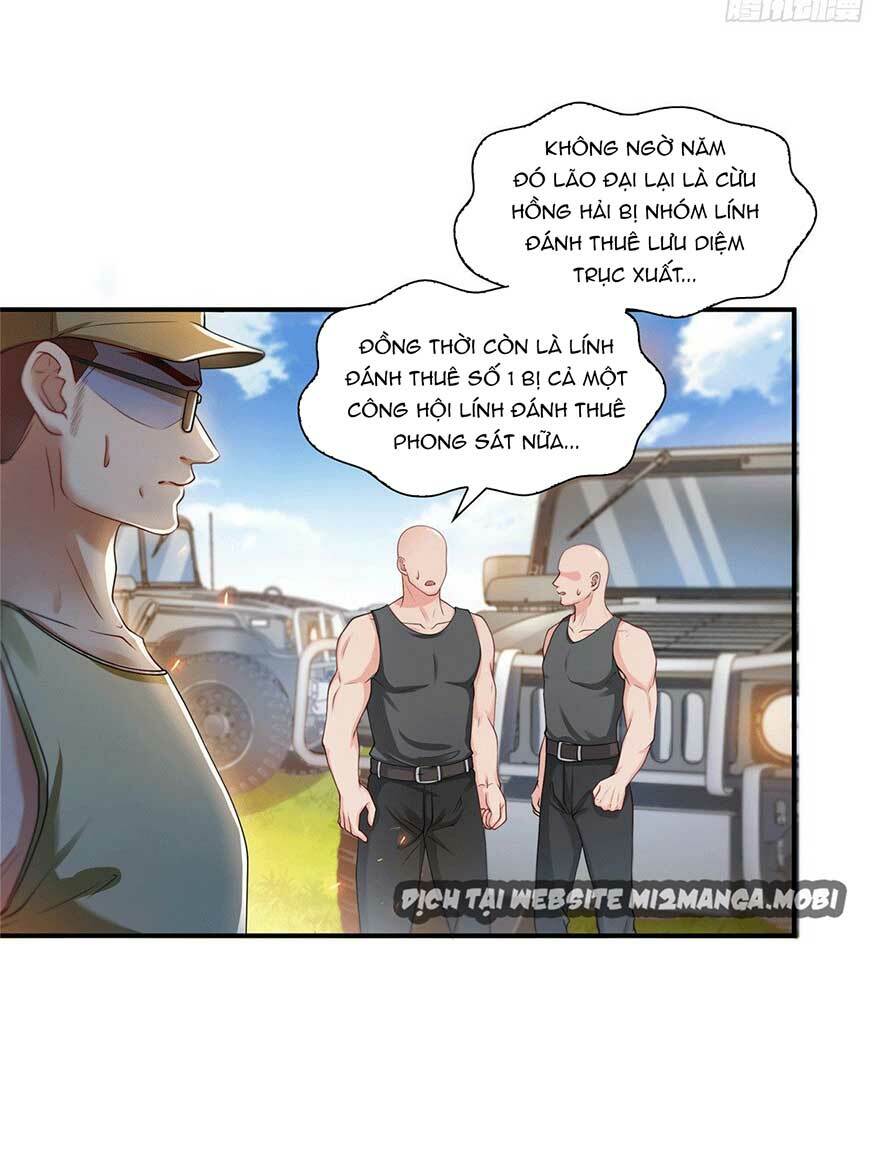 KHÔNG NGỜ NĂM
ĐÓ LÃO ĐẠI LẠI LÀ CỪU
HỒNG HẢI BỊ NHÓM LÍNH
ĐÁNH THUÊ LƯU DIỆM
TRỤC XUẤT...
ĐỒNG THỜI CÒN LÀ LÍNH
ĐÁNH THUÊ SỐ 1 BỊ CẢ MỘT
CÔNG HỘI LÍNH ĐÁNH THUÊ
PHONG SÁT NỮA...
DỊCH TẠI WEBSITE MI2MANGA.MOBI